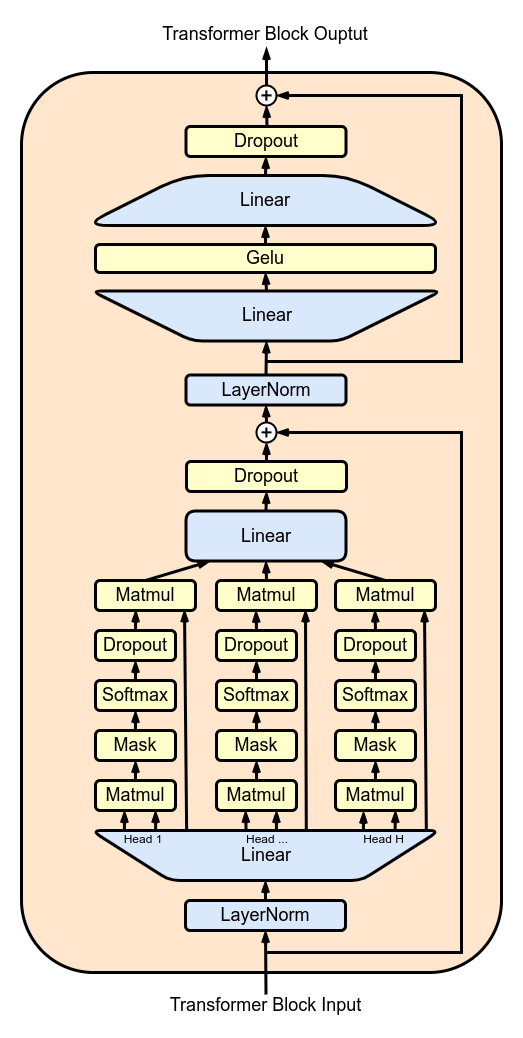 Transformer Block Ouptut
+
Dropout
Linear
Gelu
Linear
LayerNorm
+
Dropout
Linear
Matmul Matmul Matmul
Dropout Dropout Dropout
Softmax Softmax Softmax
Mask Mask Mask
Matmul Matmul Matmul
Head 1 Head ... Head H
Linear
LayerNorm
Transformer Block Input